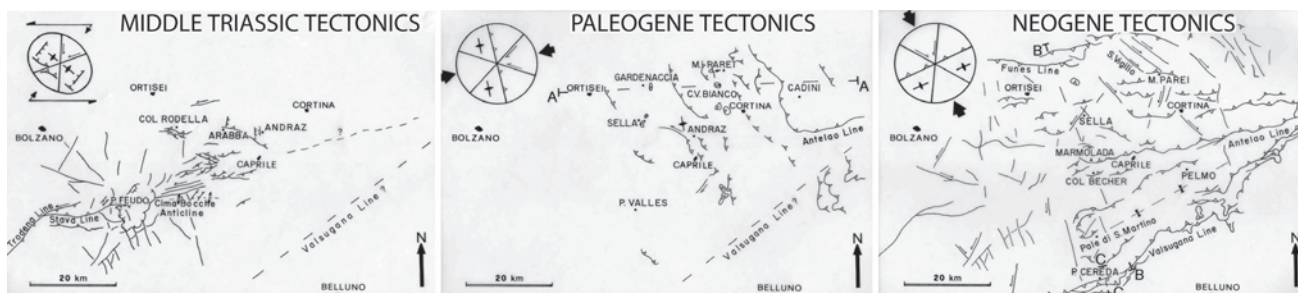 MIDDLE TRIASSIC TECTONICS
ORTISEI
CORTINA
COL RODELLA
ARABBA
ANDRAZ
BOLZANO
?
CAPRILE
P. FEUDO
Cima Bocche
Anticline
Stava Line
Trodena Line
Valsugana Line ?
N
20 km
BELLUNO
PALEOGENE TECTONICS
M. PAREI
GARDENACCIA
A
ORTISEI
C.V. BIANCO
CADINI
A
CORTINA
SELLA
ANDRAZ
BOLZANO
Antelao Line
CAPRILE
P. VALLES
Valsugana Line ?
N
20 km
BELLUNO
NEOGENE TECTONICS
B
Funes Line
S. Vigilio
M. PAREI
ORTISEI
CORTINA
BOLZANO
SELLA
Antelao Line
MARMOLADA
CAPRILE
COL BECHER
PELMO
Pale di S. Martino
Valsugana Line
N
C
P. CEREDA
B
20 km
C
BELLUNO